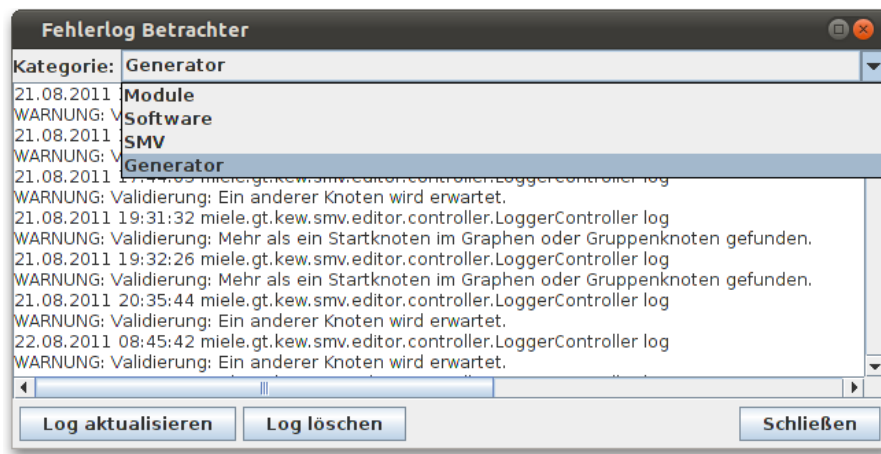 Fehlerlog Betrachter
Kategorie: Generator
Module
Software
SMV
Generator
21.08.2011
WARNUNG:
21.08.2011
WARNUNG:
21.08.2011 miele.gt.kew.smv.editor.controller.LoggerController log
WARNUNG: Validierung: Ein anderer Knoten wird erwartet.
21.08.2011 19:31:32 miele.gt.kew.smv.editor.controller.LoggerController log
WARNUNG: Validierung: Mehr als ein Startknoten im Graphen oder Gruppenknoten gefunden.
21.08.2011 19:32:26 miele.gt.kew.smv.editor.controller.LoggerController log
WARNUNG: Validierung: Mehr als ein Startknoten im Graphen oder Gruppenknoten gefunden.
21.08.2011 20:35:44 miele.gt.kew.smv.editor.controller.LoggerController log
WARNUNG: Validierung: Ein anderer Knoten wird erwartet.
22.08.2011 08:45:42 miele.gt.kew.smv.editor.controller.LoggerController log
WARNUNG: Validierung: Ein anderer Knoten wird erwartet.
Log aktualisieren Log löschen Schließen